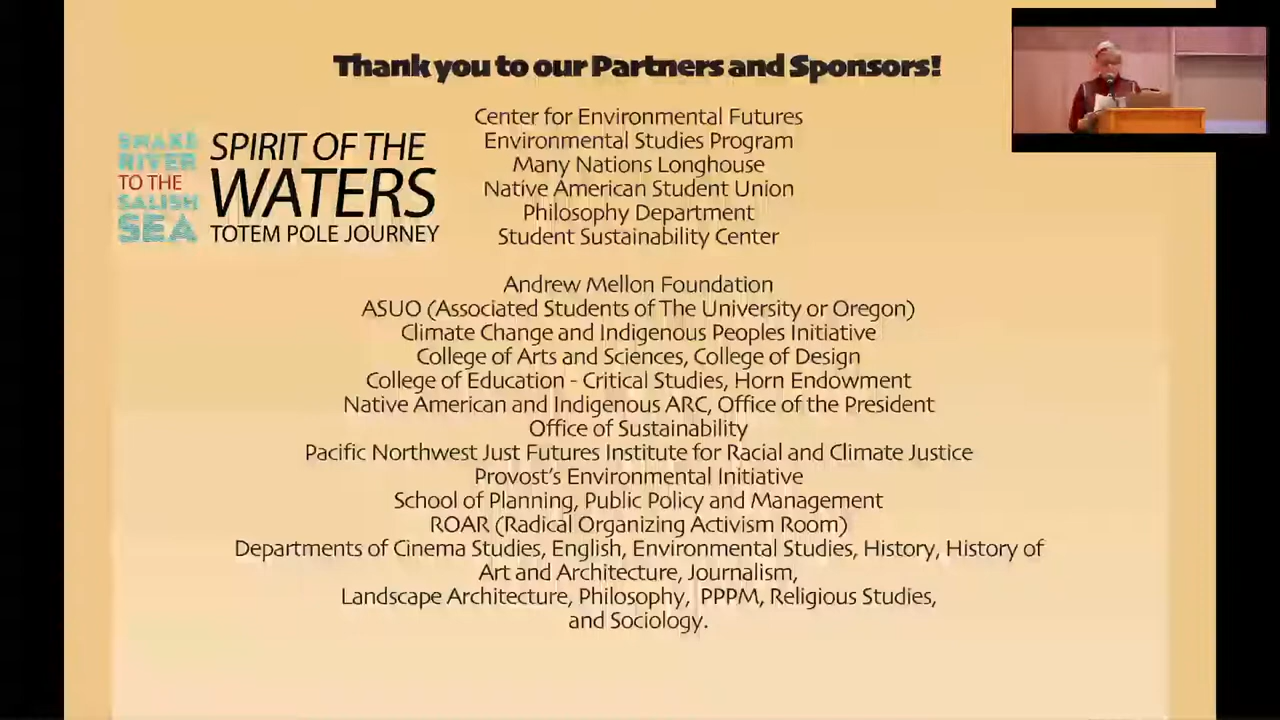 Thank you to our Partners and Sponsors!
Center for Environmental Futures
Environmental Studies Program
Many Nations Longhouse
Native American Student Union
Philosophy Department
Student Sustainability Center
SNAKE
RIVER
TO THE
SALISH
SEA
SPIRIT OF THE
WATERS
TOTEM POLE JOURNEY
Andrew Mellon Foundation
ASUO (Associated Students of The University or Oregon)
Climate Change and Indigenous Peoples Initiative
College of Arts and Sciences, College of Design
College of Education - Critical Studies, Horn Endowment
Native American and Indigenous ARC, Office of the President
Office of Sustainability
Pacific Northwest Just Futures Institute for Racial and Climate Justice
Provost's Environmental Initiative
School of Planning, Public Policy and Management
ROAR (Radical Organizing Activism Room)
Departments of Cinema Studies, English, Environmental Studies, History, History of
Art and Architecture, Journalism,
Landscape Architecture, Philosophy, PPPM, Religious Studies,
and Sociology.